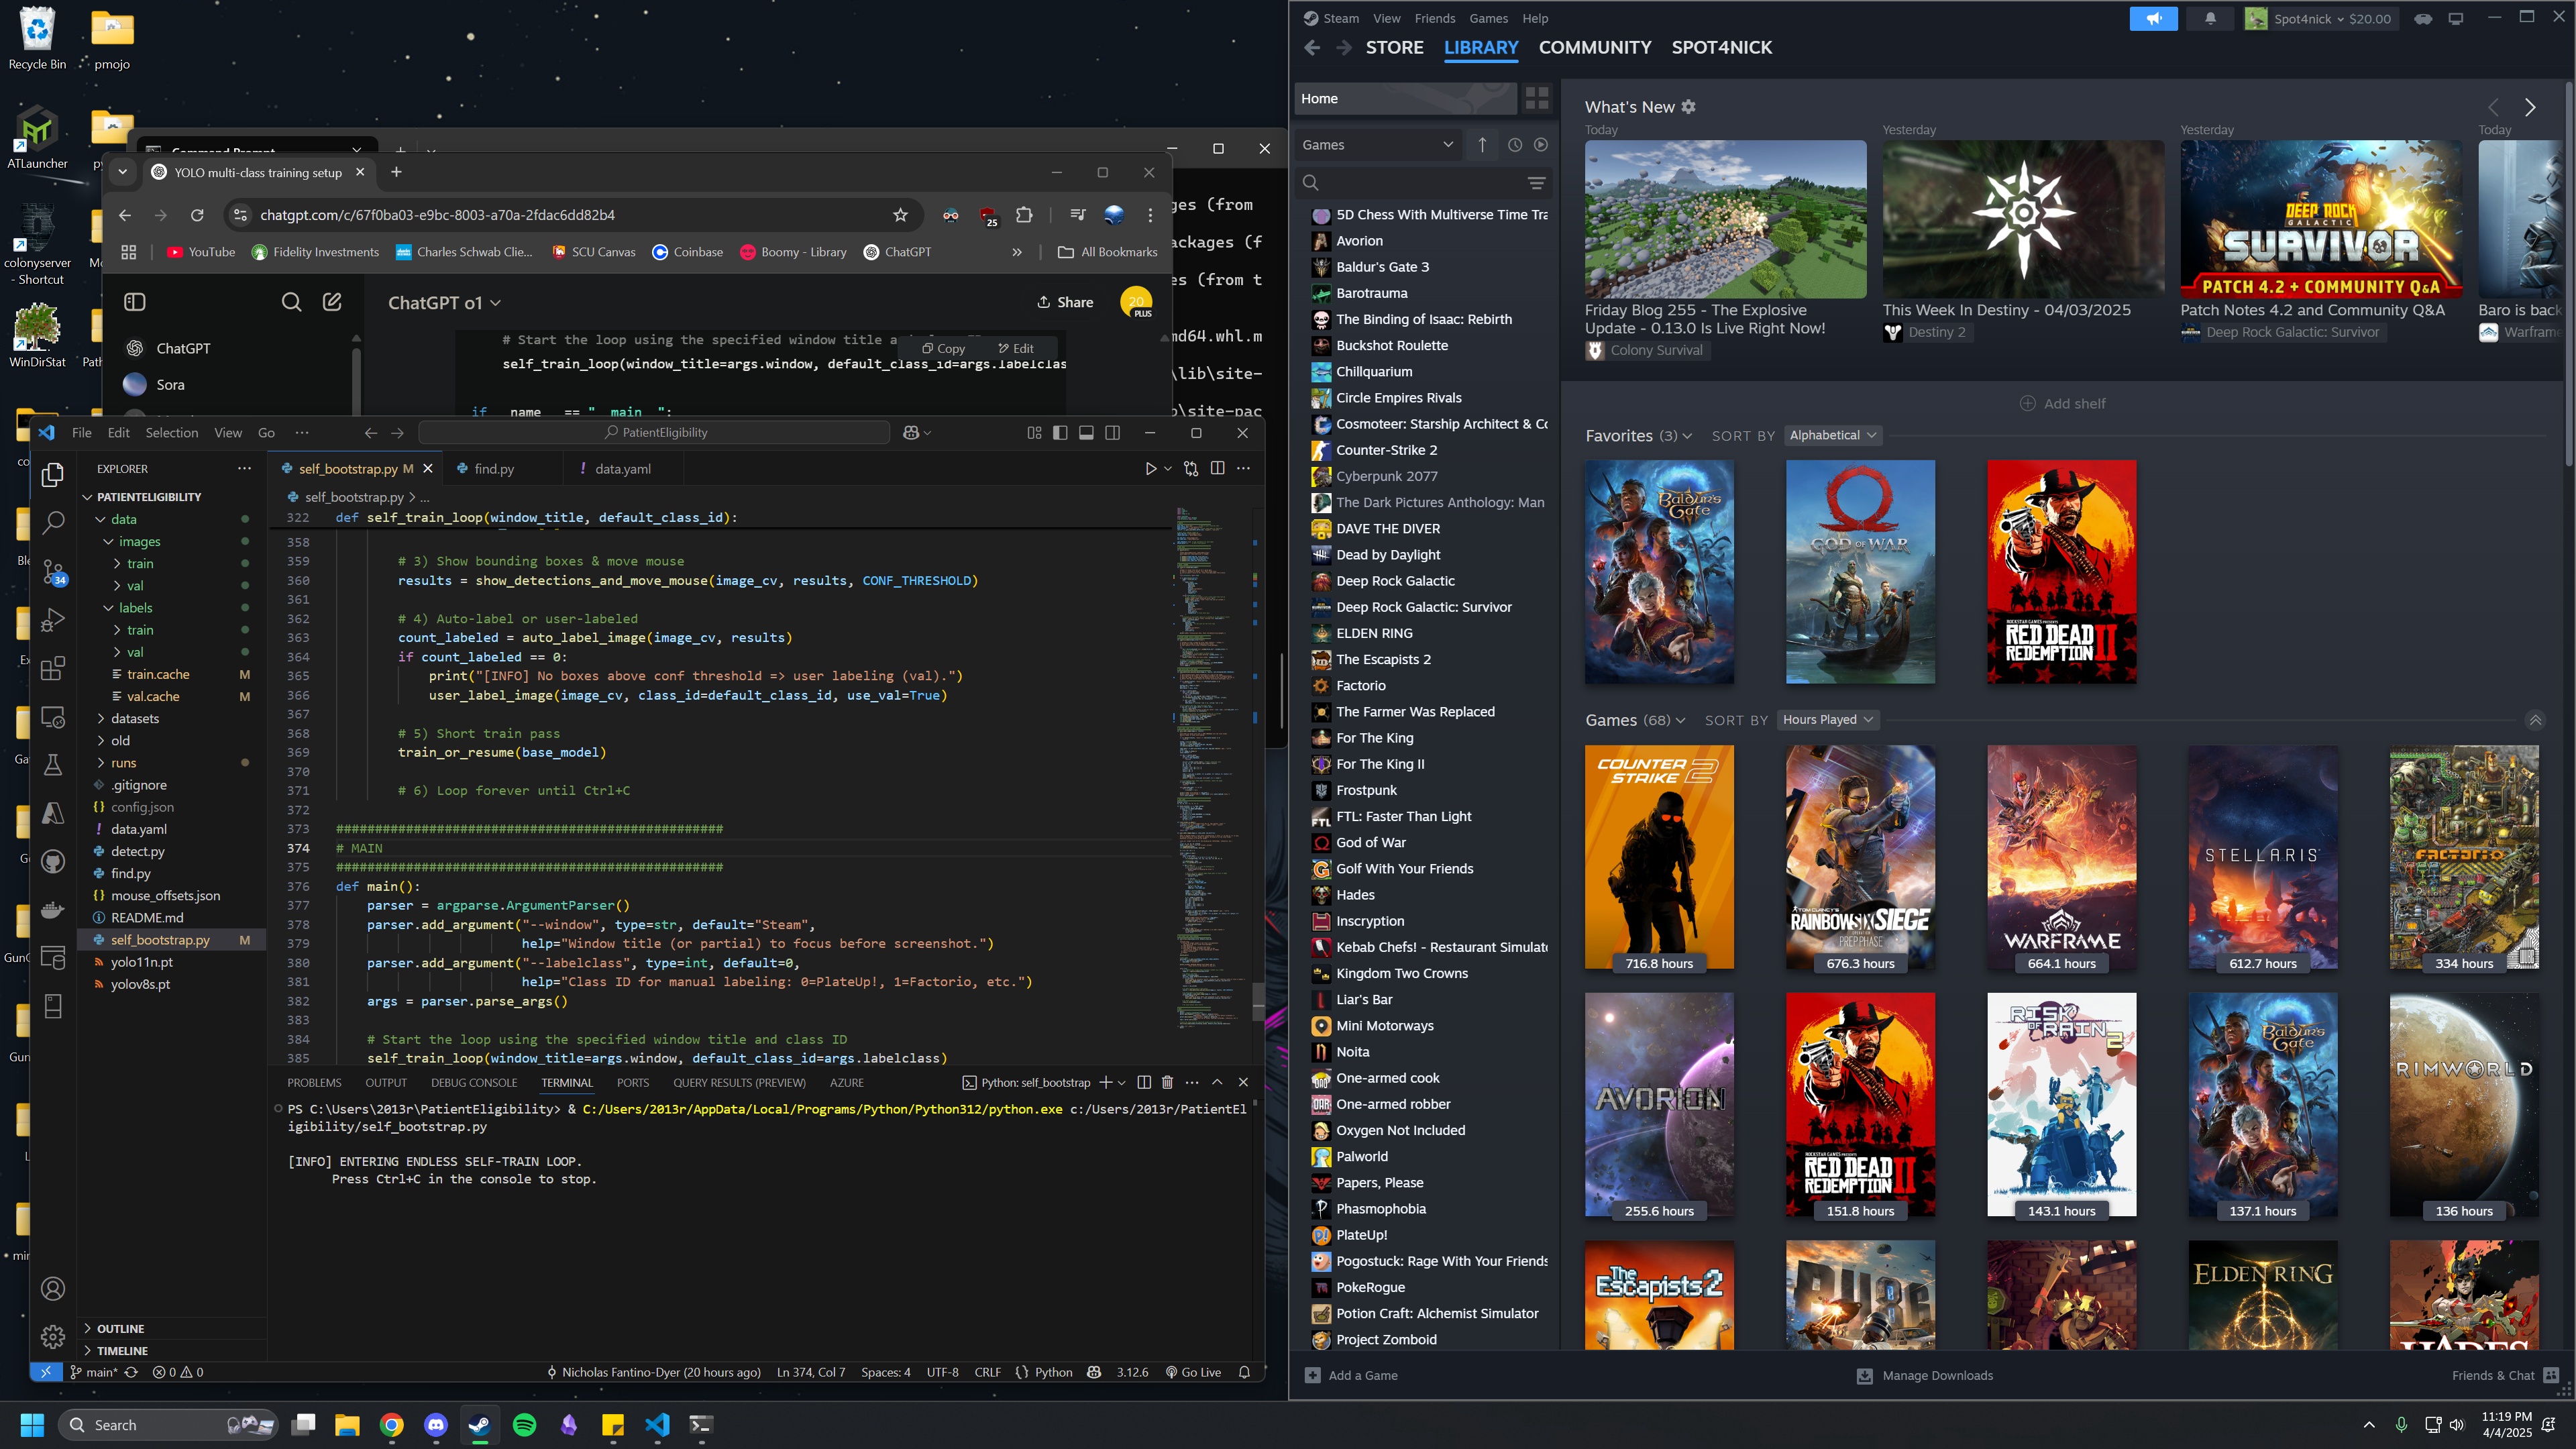 Recycle Bin
pmojo
ATLauncher
colonyserver
- Shortcut
WinDirStat
Command Prompt
YOLO multi-class training setup
chatgpt.com/c/67f0ba03-e9bc-8003-a70a-2fdac6dd82b4
25
YouTube
Fidelity Investments
Charles Schwab Clie...
SCU Canvas
Coinbase
Boomy - Library
ChatGPT
All Bookmarks
ChatGPT o1
Share
20
PLUS
ChatGPT
Sora
# Start the loop using the specified window title a
Copy
Edit
self_train_loop(window_title=args.window, default_class_id=args.labelclas
if __name__ == "__main__":
ges (from
ackages (f
es (from t
md64.whl.m
\lib\site-
b\site-pac
File Edit Selection View Go ...
PatientEligibility
EXPLORER
PATIENTELIGIBILITY
data
images
train
val
labels
train
val
train.cache M
val.cache M
datasets
old
runs
.gitignore
config.json
data.yaml
detect.py
find.py
mouse_offsets.json
README.md
self_bootstrap.py M
yolo11n.pt
yolov8s.pt
OUTLINE
TIMELINE
34
self_bootstrap.py M
find.py
data.yaml
self_bootstrap.py > ...
322 def self_train_loop(window_title, default_class_id):
358
359 # 3) Show bounding boxes & move mouse
360 results = show_detections_and_move_mouse(image_cv, results, CONF_THRESHOLD)
361
362 # 4) Auto-label or user-labeled
363 count_labeled = auto_label_image(image_cv, results)
364 if count_labeled == 0:
365 print("[INFO] No boxes above conf threshold => user labeling (val).")
366 user_label_image(image_cv, class_id=default_class_id, use_val=True)
367
368 # 5) Short train pass
369 train_or_resume(base_model)
370
371 # 6) Loop forever until Ctrl+C
372
373 ##################################################
374 # MAIN
375 ##################################################
376 def main():
377 parser = argparse.ArgumentParser()
378 parser.add_argument("--window", type=str, default="Steam",
379 help="Window title (or partial) to focus before screenshot.")
380 parser.add_argument("--labelclass", type=int, default=0,
381 help="Class ID for manual labeling: 0=PlateUp!, 1=Factorio, etc.")
382 args = parser.parse_args()
383
384 # Start the loop using the specified window title and class ID
385 self_train_loop(window_title=args.window, default_class_id=args.labelclass)
PROBLEMS OUTPUT DEBUG CONSOLE TERMINAL PORTS QUERY RESULTS (PREVIEW) AZURE
Python: self_bootstrap
PS C:\Users\2013r\PatientEligibility> & C:/Users/2013r/AppData/Local/Programs/Python/Python312/python.exe c:/Users/2013r/PatientEl
igibility/self_bootstrap.py
[INFO] ENTERING ENDLESS SELF-TRAIN LOOP.
Press Ctrl+C in the console to stop.
main* 0 0
Nicholas Fantino-Dyer (20 hours ago)
Ln 374, Col 7
Spaces: 4
UTF-8
CRLF
{} Python
3.12.6
Go Live
Steam View Friends Games Help
Spot4nick
$20.00
STORE LIBRARY COMMUNITY SPOT4NICK
Home
Games
5D Chess With Multiverse Time Tra
Avorion
Baldur's Gate 3
Barotrauma
The Binding of Isaac: Rebirth
Buckshot Roulette
Chillquarium
Circle Empires Rivals
Cosmoteer: Starship Architect & Co
Counter-Strike 2
Cyberpunk 2077
The Dark Pictures Anthology: Man
DAVE THE DIVER
Dead by Daylight
Deep Rock Galactic
Deep Rock Galactic: Survivor
ELDEN RING
The Escapists 2
Factorio
The Farmer Was Replaced
For The King
For The King II
Frostpunk
FTL: Faster Than Light
God of War
Golf With Your Friends
Hades
Inscryption
Kebab Chefs! - Restaurant Simulato
Kingdom Two Crowns
Liar's Bar
Mini Motorways
Noita
One-armed cook
One-armed robber
Oxygen Not Included
Palworld
Papers, Please
Phasmophobia
PlateUp!
Pogostuck: Rage With Your Friends
PokeRogue
Potion Craft: Alchemist Simulator
Project Zomboid
What's New
Today
Friday Blog 255 - The Explosive
Update - 0.13.0 Is Live Right Now!
Colony Survival
Yesterday
This Week In Destiny - 04/03/2025
Destiny 2
Yesterday
DEEP ROCK
GALACTIC
SURVIVOR
PATCH 4.2 + COMMUNITY Q&A
Patch Notes 4.2 and Community Q&A
Deep Rock Galactic: Survivor
Today
Baro is back
Warframe
Add shelf
Favorites (3)
SORT BY
Alphabetical
Baldur's
Gate
GOD OF WAR
ROCKSTAR GAMES PRESENTS
RED DEAD
REDEMPTION II
Games (68)
SORT BY
Hours Played
COUNTER
STRIKE 2
716.8 hours
TOM CLANCY'S
RAINBOW SIX SIEGE
PREP PHASE
676.3 hours
WARFRAME
664.1 hours
STELLARIS
612.7 hours
FACTORIO
334 hours
AVORION
255.6 hours
ROCKSTAR GAMES PRESENTS
RED DEAD
REDEMPTION II
151.8 hours
RISK
OF RAIN 2
143.1 hours
Baldur's
Gate
137.1 hours
RIMWORLD
136 hours
The
Escapists 2
ELDEN RING
HADES
Add a Game
Manage Downloads
Friends & Chat
Search
11:19 PM
4/4/2025